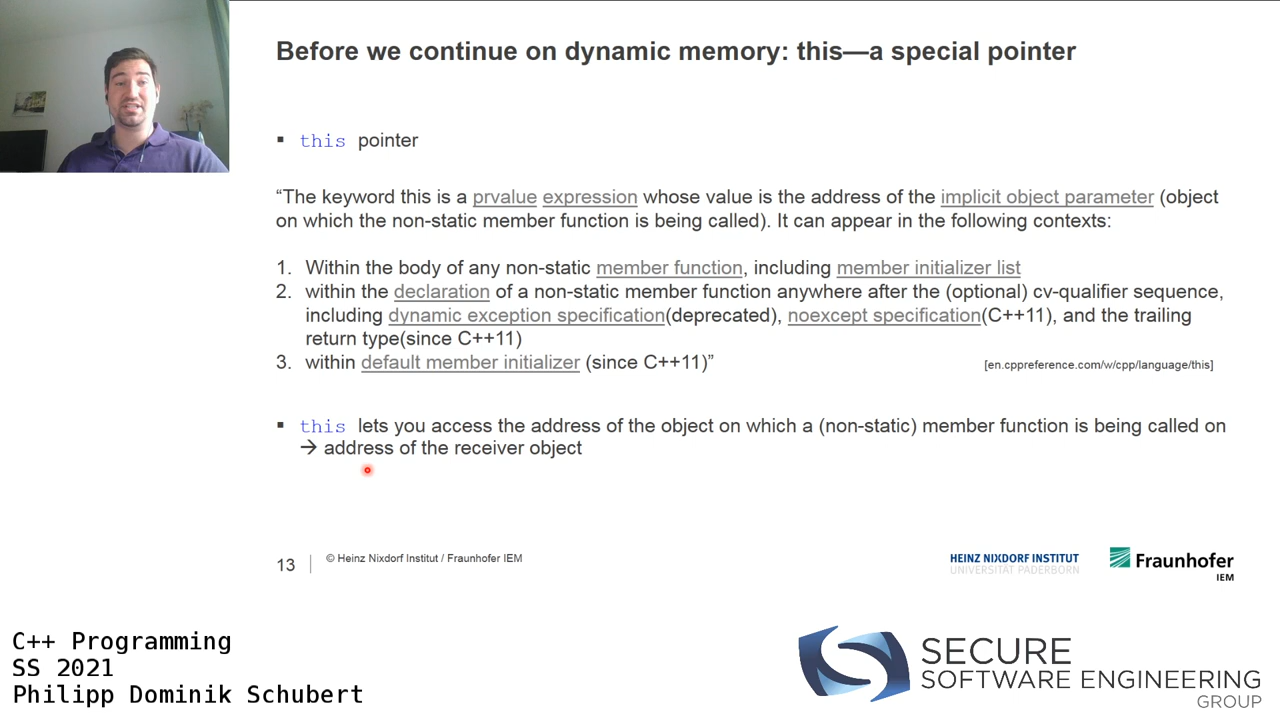 Before we continue on dynamic memory: this—a special pointer
▪ this pointer
“The keyword this is a prvalue expression whose value is the address of the implicit object parameter (object
on which the non-static member function is being called). It can appear in the following contexts:
1. Within the body of any non-static member function, including member initializer list
2. within the declaration of a non-static member function anywhere after the (optional) cv-qualifier sequence,
including dynamic exception specification(deprecated), noexcept specification(C++11), and the trailing
return type(since C++11)
3. within default member initializer (since C++11)”
[en.cppreference.com/w/cpp/language/this]
▪ this lets you access the address of the object on which a (non-static) member function is being called on
→ address of the receiver object
13
© Heinz Nixdorf Institut / Fraunhofer IEM
HEINZ NIXDORF INSTITUT
UNIVERSITÄT PADERBORN
Fraunhofer
IEM
C++ Programming
SS 2021
Philipp Dominik Schubert
SECURE
SOFTWARE ENGINEERING
GROUP